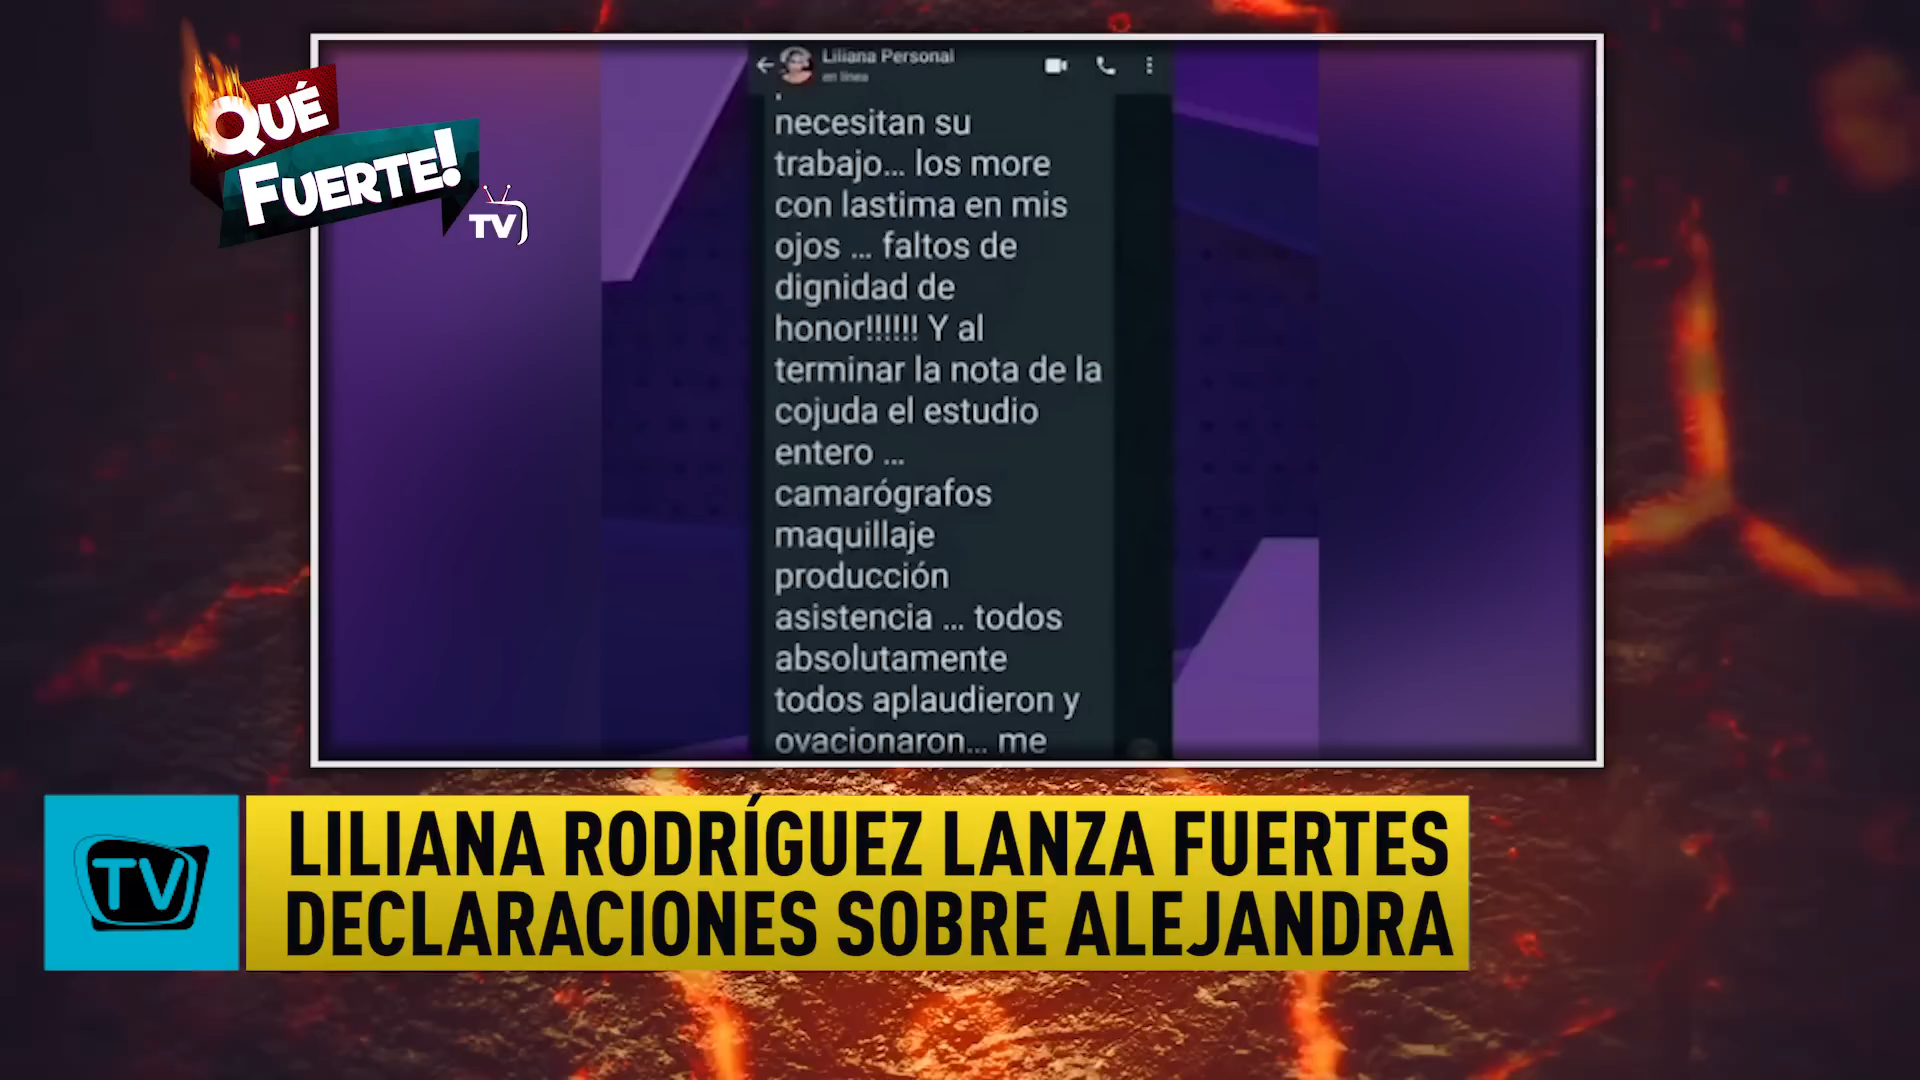 QUÉ
FUERTE!
TV
Liliana Personal
en línea
necesitan su
trabajo... los more
con lastima en mis
ojos ... faltos de
dignidad de
honor!!!!!! Y al
terminar la nota de la
cojuda el estudio
entero ...
camarógrafos
maquillaje
producción
asistencia ... todos
absolutamente
todos aplaudieron y
ovacionaron... me
TV
LILIANA RODRÍGUEZ LANZA FUERTES
DECLARACIONES SOBRE ALEJANDRA